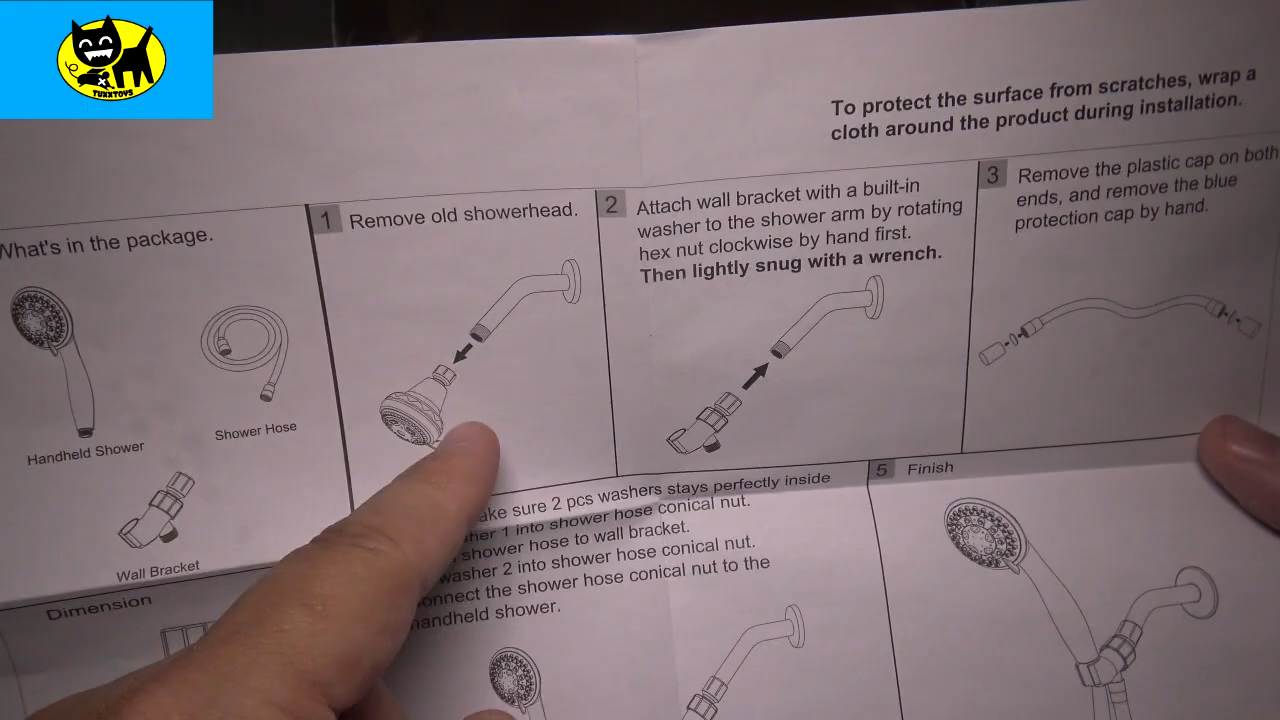 TUXXTOYS
To protect the surface from scratches, wrap a
cloth around the product during installation.
What's in the package.
Handheld Shower
Shower Hose
Wall Bracket
1 Remove old showerhead.
2 Attach wall bracket with a built-in
washer to the shower arm by rotating
hex nut clockwise by hand first.
Then lightly snug with a wrench.
3 Remove the plastic cap on both
ends, and remove the blue
protection cap by hand.
Dimension
sure 2 pcs washers stays perfectly inside
1 into shower hose conical nut.
shower hose to wall bracket.
washer 2 into shower hose conical nut.
connect the shower hose conical nut to the
handheld shower.
5 Finish